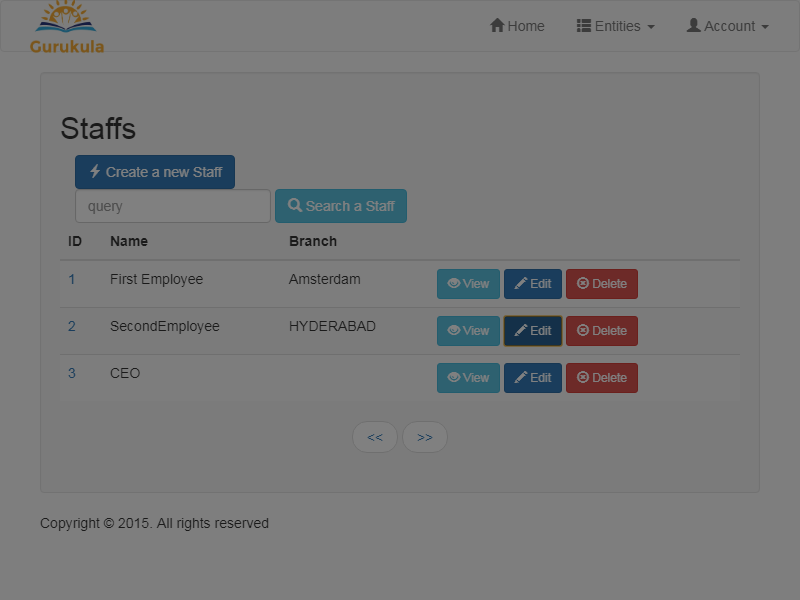 Gurukula
Home Entities Account
Staffs
Create a new Staff
query Search a Staff
ID Name Branch
1 First Employee Amsterdam View Edit Delete
2 SecondEmployee HYDERABAD View Edit Delete
3 CEO View Edit Delete
<< >>
Copyright © 2015. All rights reserved